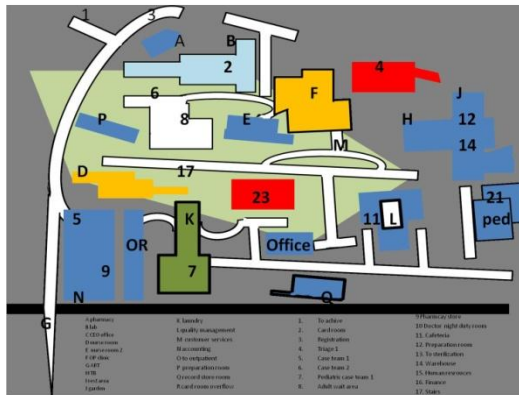 1
3
A
B
2
4
6
F
J
P
8
E
H
12
M
14
D
17
23
21
5
K
11
L
ped
OR
Office
9
7
N
Q
G
A pharmacy
B lab
C CEO office
D nurse room
E nurse room 2
F OP clinic
G ART
H TB
I rest area
J garden
K laundry
L quality management
M customer services
N accounting
O to outpatient
P preparation room
Q record store room
R card room overflow
1. To advice
2. Card room
3. Registration
4. Triage 1
5. Case team 1
6. Case team 2
7. Pediatric case team 1
8. Adult wait area
9 Pharmacy store
10 Doctor night duty room
11. Cafeteria
12. Preparation room
13. To sterilization
14. Warehouse
15. Human resources
16. Finance
17. Stairs